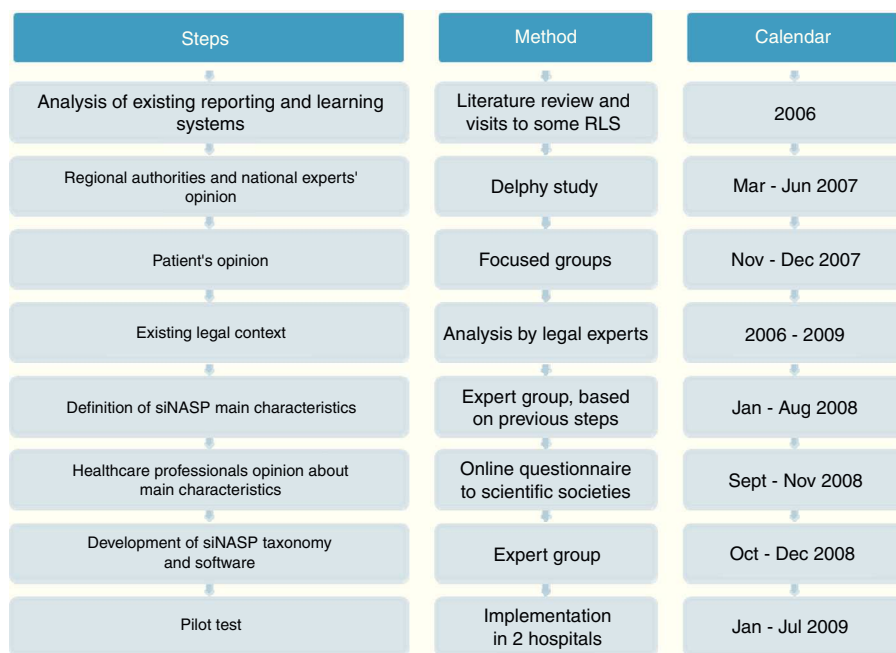 Steps
Method
Calendar
Analysis of existing reporting and learning
systems
Literature review and
visits to some RLS
2006
Regional authorities and national experts'
opinion
Delphy study
Mar - Jun 2007
Patient's opinion
Focused groups
Nov - Dec 2007
Existing legal context
Analysis by legal experts
2006 - 2009
Definition of siNASP main characteristics
Expert group, based
on previous steps
Jan - Aug 2008
Healthcare professionals opinion about
main characteristics
Online questionnaire
to scientific societies
Sept - Nov 2008
Development of siNASP taxonomy
and software
Expert group
Oct - Dec 2008
Pilot test
Implementation
in 2 hospitals
Jan - Jul 2009